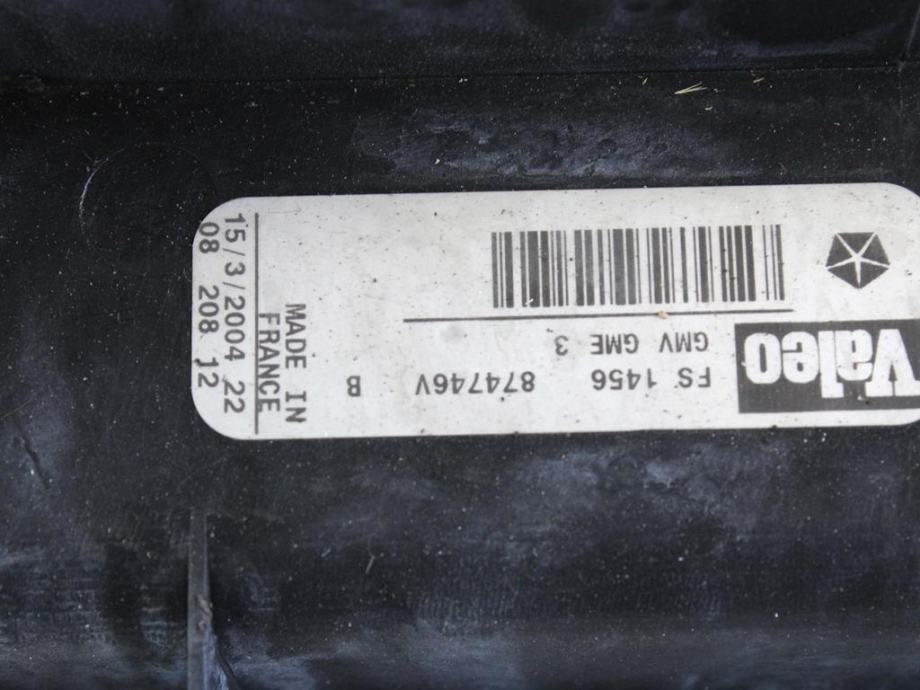 Valeo
FS 1456 874746V B
GMV GME 3
MADE IN
FRANCE
15/3/2004 22
08 208 12